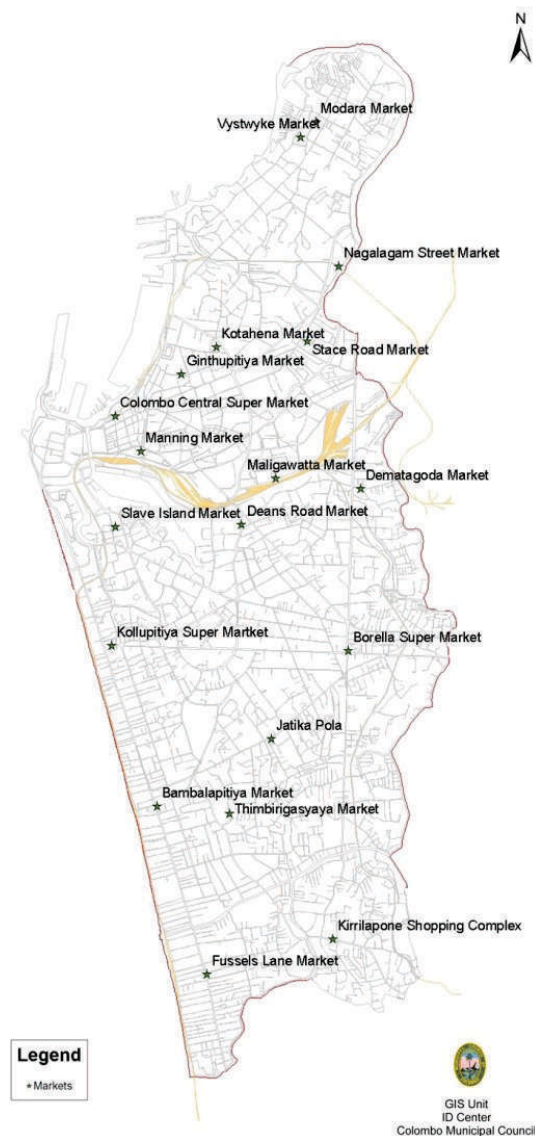 N
Modara Market
Vystwyke Market
Nagalagam Street Market
Kotahena Market
Stace Road Market
Ginthupitiya Market
Colombo Central Super Market
Manning Market
Maligawatta Market
Dematagoda Market
Slave Island Market
Deans Road Market
Kollupitiya Super Martket
Borella Super Market
Jatika Pola
Bambalapitiya Market
Thimbirigasyaya Market
Kirrilapone Shopping Complex
Fussels Lane Market
Legend
Markets
GIS Unit
ID Center
Colombo Municipal Council